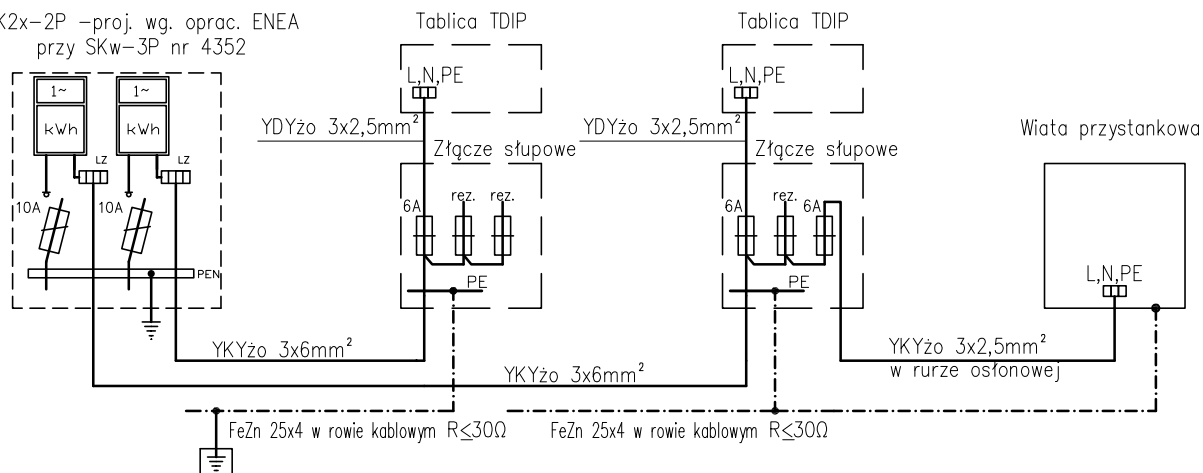 K2x-2P -proj. wg. oprac. ENEA
przy SKw-3P nr 4352
Tablica TDIP
Tablica TDIP
L,N,PE
L,N,PE
1~
1~
kWh
kWh
YDYżo 3x2,5mm²
YDYżo 3x2,5mm²
Wiata przystankowa
Złącze słupowe
Złącze słupowe
LZ
LZ
10A
10A
6A
rez.
rez.
6A
rez.
6A
PEN
PE
PE
L,N,PE
YKYżo 3x6mm²
YKYżo 3x6mm²
YKYżo 3x2,5mm²
w rurze osłonowej
FeZn 25x4 w rowie kablowym R≤30Ω
FeZn 25x4 w rowie kablowym R≤30Ω